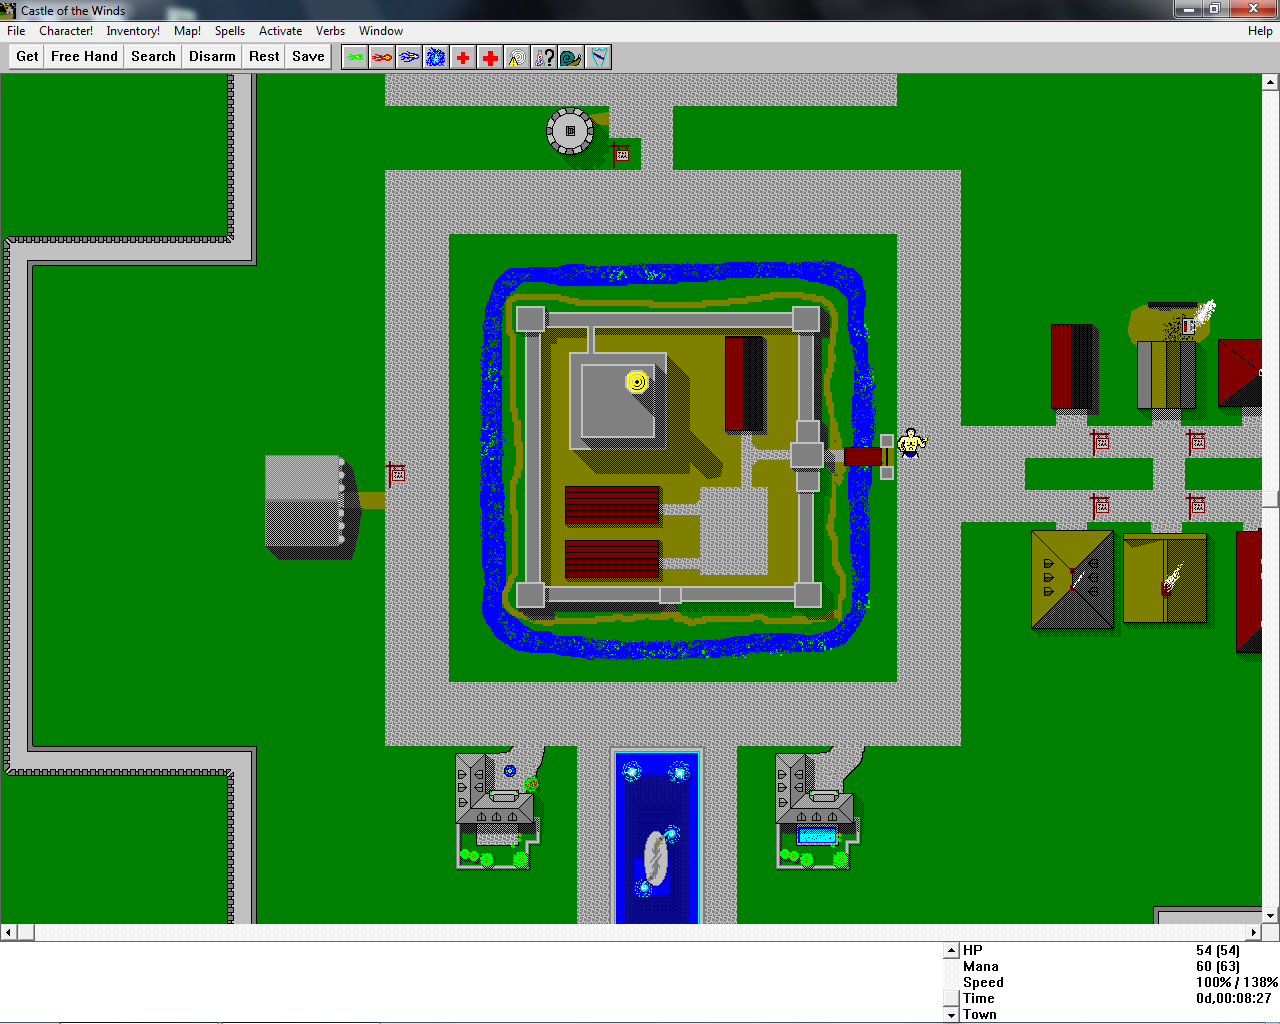 Castle of the Winds
File Character! Inventory! Map! Spells Activate Verbs Window Help
Get Free Hand Search Disarm Rest Save
HP 54 (54)
Mana 60 (63)
Speed 100% / 138%
Time 0d,00:08:27
Town